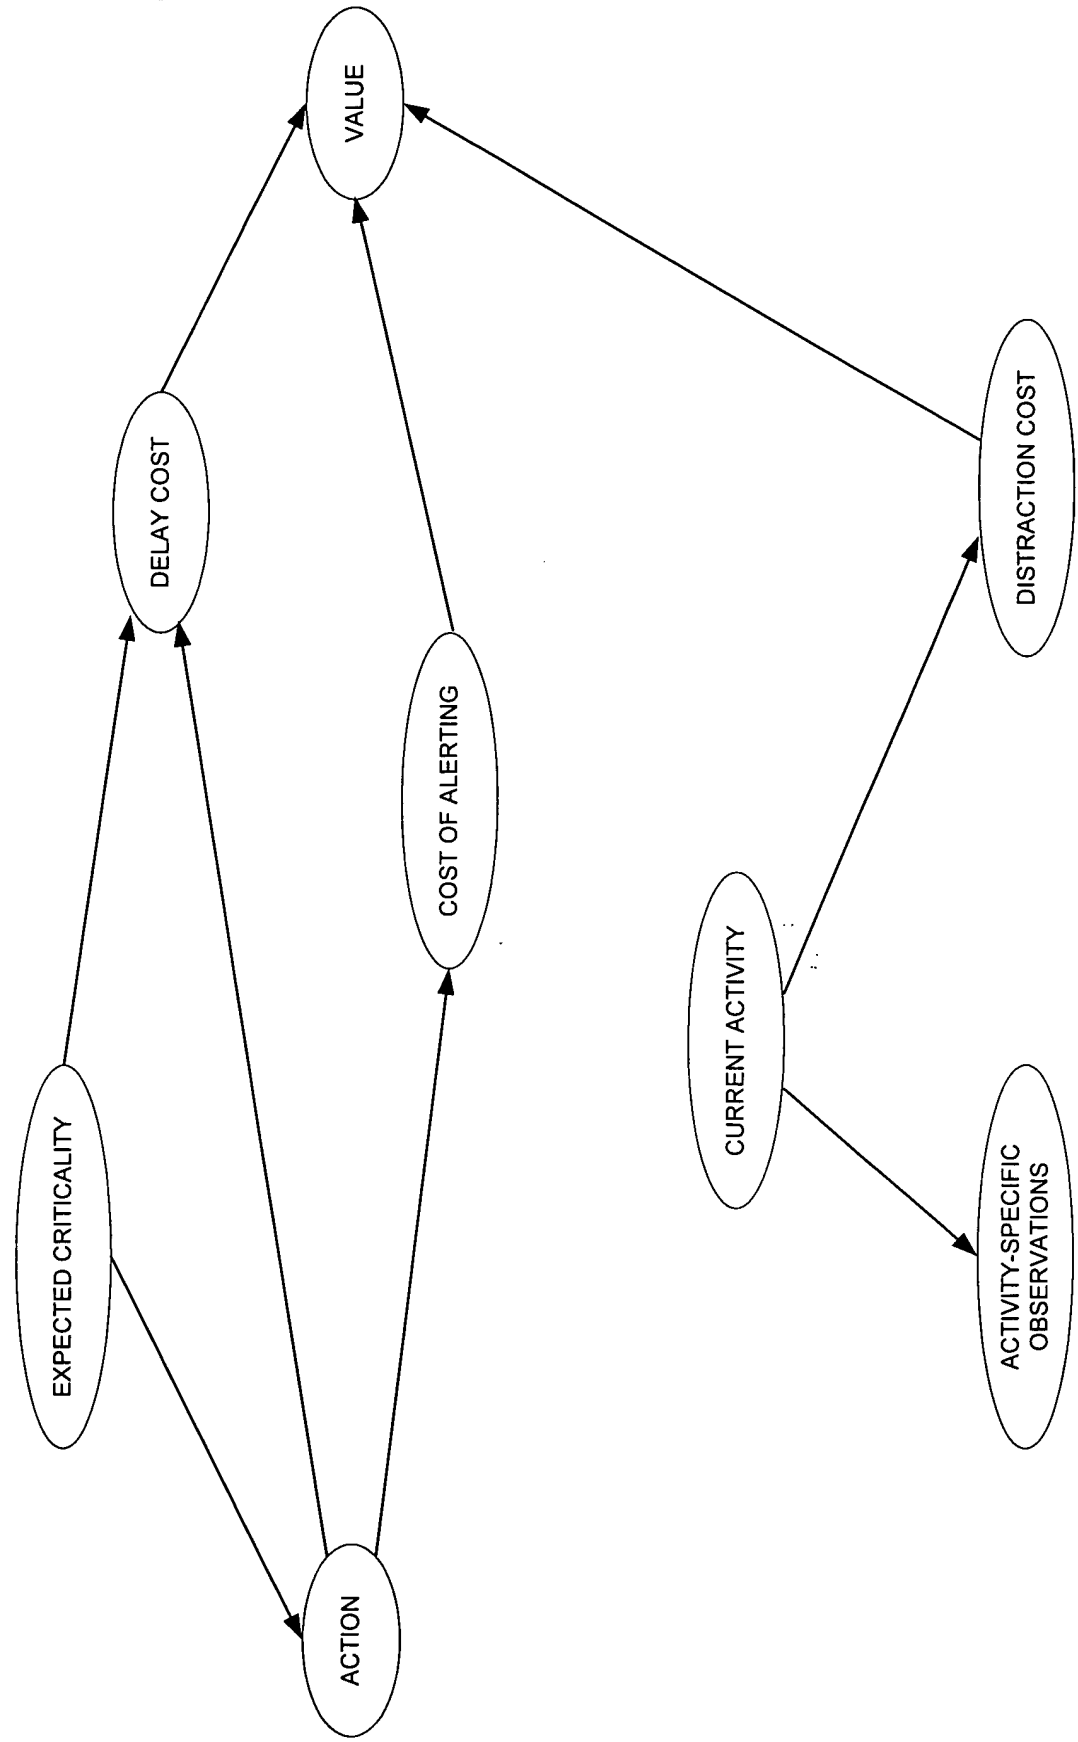 EXPECTED CRITICALITY
DELAY COST
ACTION
VALUE
COST OF ALERTING
CURRENT ACTIVITY
ACTIVITY-SPECIFIC
OBSERVATIONS
DISTRACTION COST